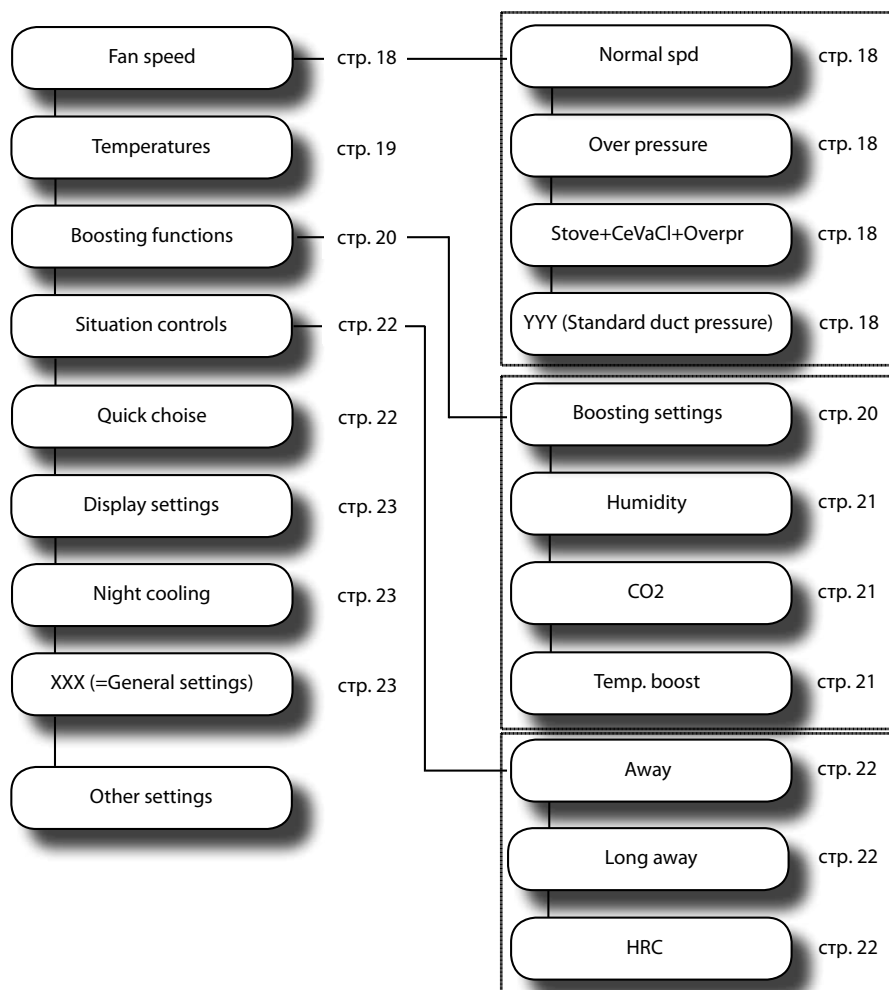 Fan speed стр. 18
Temperatures стр. 19
Boosting functions стр. 20
Situation controls стр. 22
Quick choise стр. 22
Display settings стр. 23
Night cooling стр. 23
XXX (=General settings) стр. 23
Other settings
Normal spd стр. 18
Over pressure стр. 18
Stove+CeVaCl+Overpr стр. 18
YYY (Standard duct pressure) стр. 18
Boosting settings стр. 20
Humidity стр. 21
CO2 стр. 21
Temp. boost стр. 21
Away стр. 22
Long away стр. 22
HRC стр. 22